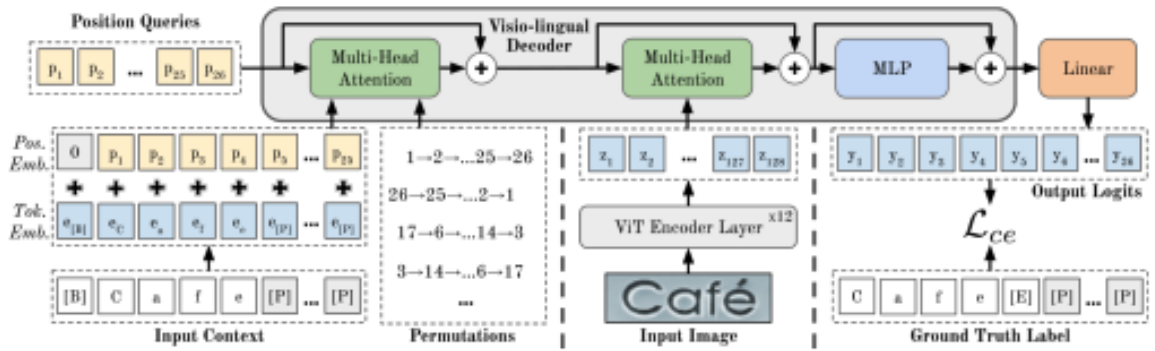 Position Queries
p1 p2 ... p25 p26
Visio-lingual Decoder
Multi-Head Attention
+
Multi-Head Attention
+
MLP
+
Linear
Pos. Emb.
0 p1 p2 p3 p4 p5 ... p25
+ + + + + + +
Tok. Emb.
e[B] eC ea ef ee e[P] ... e[P]
[B] C a f e [P] ... [P]
Input Context
1→2→...25→26
26→25→...2→1
17→6→...14→3
3→14→...6→17
...
Permutations
z1 z2 ... z127 z128
ViT Encoder Layer x12
Café
Input Image
y1 y2 y3 y4 y5 y6 ... y26
Output Logits
ℒce
C a f e [E] [P] ... [P]
Ground Truth Label